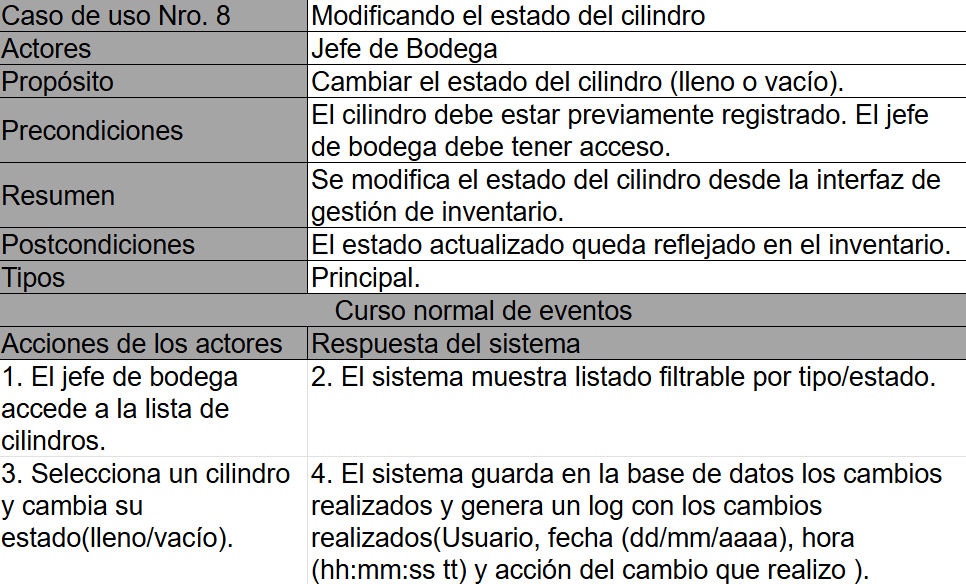 Caso de uso Nro. 8
Modificando el estado del cilindro
Actores
Jefe de Bodega
Propósito
Cambiar el estado del cilindro (lleno o vacío).
Precondiciones
El cilindro debe estar previamente registrado. El jefe
de bodega debe tener acceso.
Resumen
Se modifica el estado del cilindro desde la interfaz de
gestión de inventario.
Postcondiciones
El estado actualizado queda reflejado en el inventario.
Tipos
Principal.
Curso normal de eventos
Acciones de los actores
Respuesta del sistema
1. El jefe de bodega
accede a la lista de
cilindros.
2. El sistema muestra listado filtrable por tipo/estado.
3. Selecciona un cilindro
y cambia su
estado(lleno/vacío).
4. El sistema guarda en la base de datos los cambios
realizados y genera un log con los cambios
realizados(Usuario, fecha (dd/mm/aaaa), hora
(hh:mm:ss tt) y acción del cambio que realizo ).